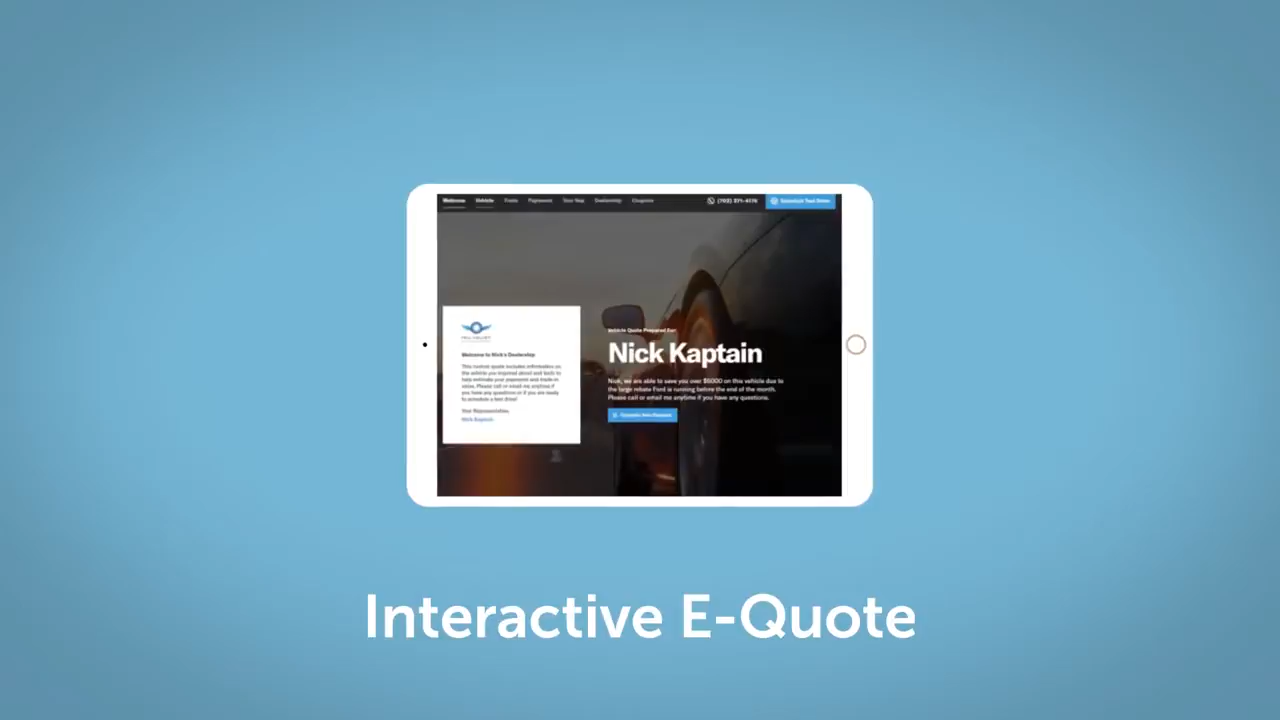 Welcome Vehicle Trade Payments Dealership Coupons
(702) 371-4176 Schedule Test Drive
Welcome to Nick's Dealership
This custom quote includes information on
the vehicle you inquired about and tools to
help estimate your payments and trade-in
value. Please call or email me anytime if
you have any questions or if you are ready
to schedule a test drive!
Your Representative,
Nick Kaptain
Vehicle Quote Prepared For:
Nick Kaptain
Nick, we are able to save you over $6000 on this vehicle due to
the large rebate Ford is running before the end of the month.
Please call or email me anytime if you have any questions.
Interactive E-Quote